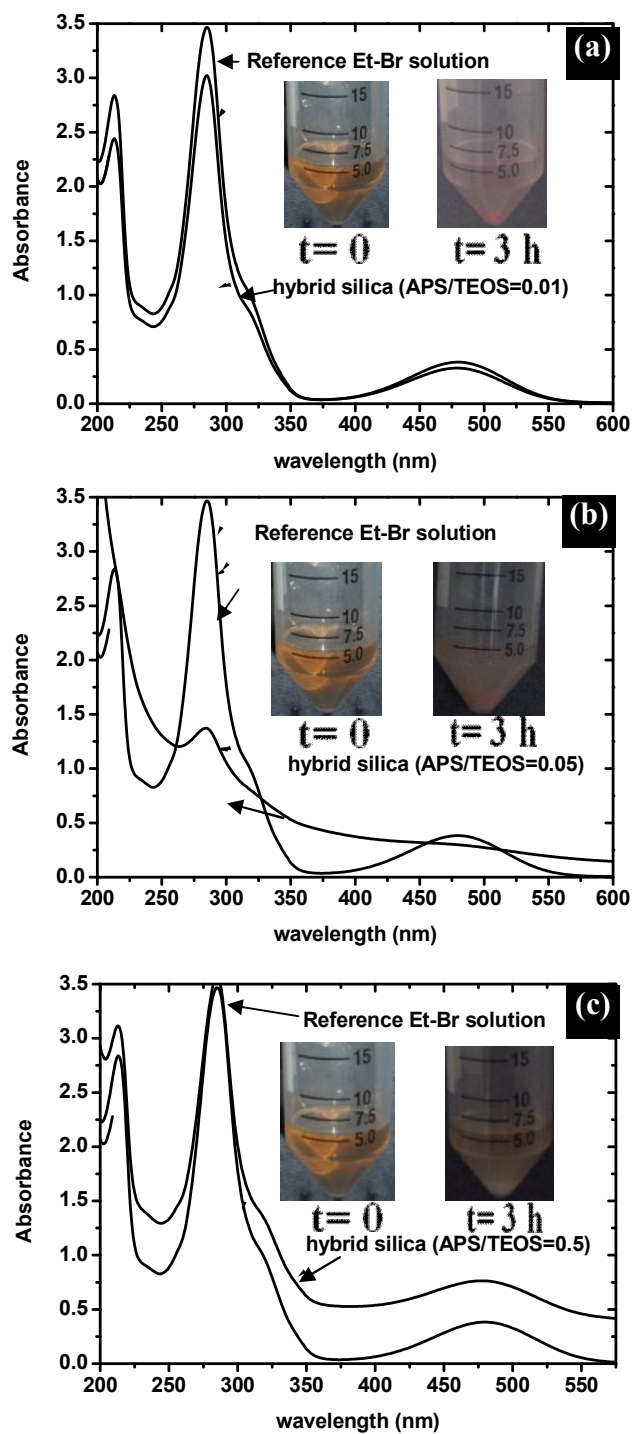 (a)
3.5
3.0
2.5
2.0
1.5
1.0
0.5
0.0
Absorbance
Reference Et-Br solution
15
10
7.5
5.0
15
10
7.5
5.0
t= 0
t= 3 h
hybrid silica (APS/TEOS=0.01)
200 250 300 350 400 450 500 550 600
wavelength (nm)
(b)
3.5
3.0
2.5
2.0
1.5
1.0
0.5
0.0
Absorbance
Reference Et-Br solution
15
10
7.5
5.0
15
10
7.5
5.0
t= 0
t= 3 h
hybrid silica (APS/TEOS=0.05)
200 250 300 350 400 450 500 550 600
wavelength (nm)
(c)
3.5
3.0
2.5
2.0
1.5
1.0
0.5
0.0
Absorbance
Reference Et-Br solution
15
10
7.5
5.0
15
10
7.5
5.0
t= 0
t= 3 h
hybrid silica (APS/TEOS=0.5)
200 250 300 350 400 450 500 550
wavelength (nm)